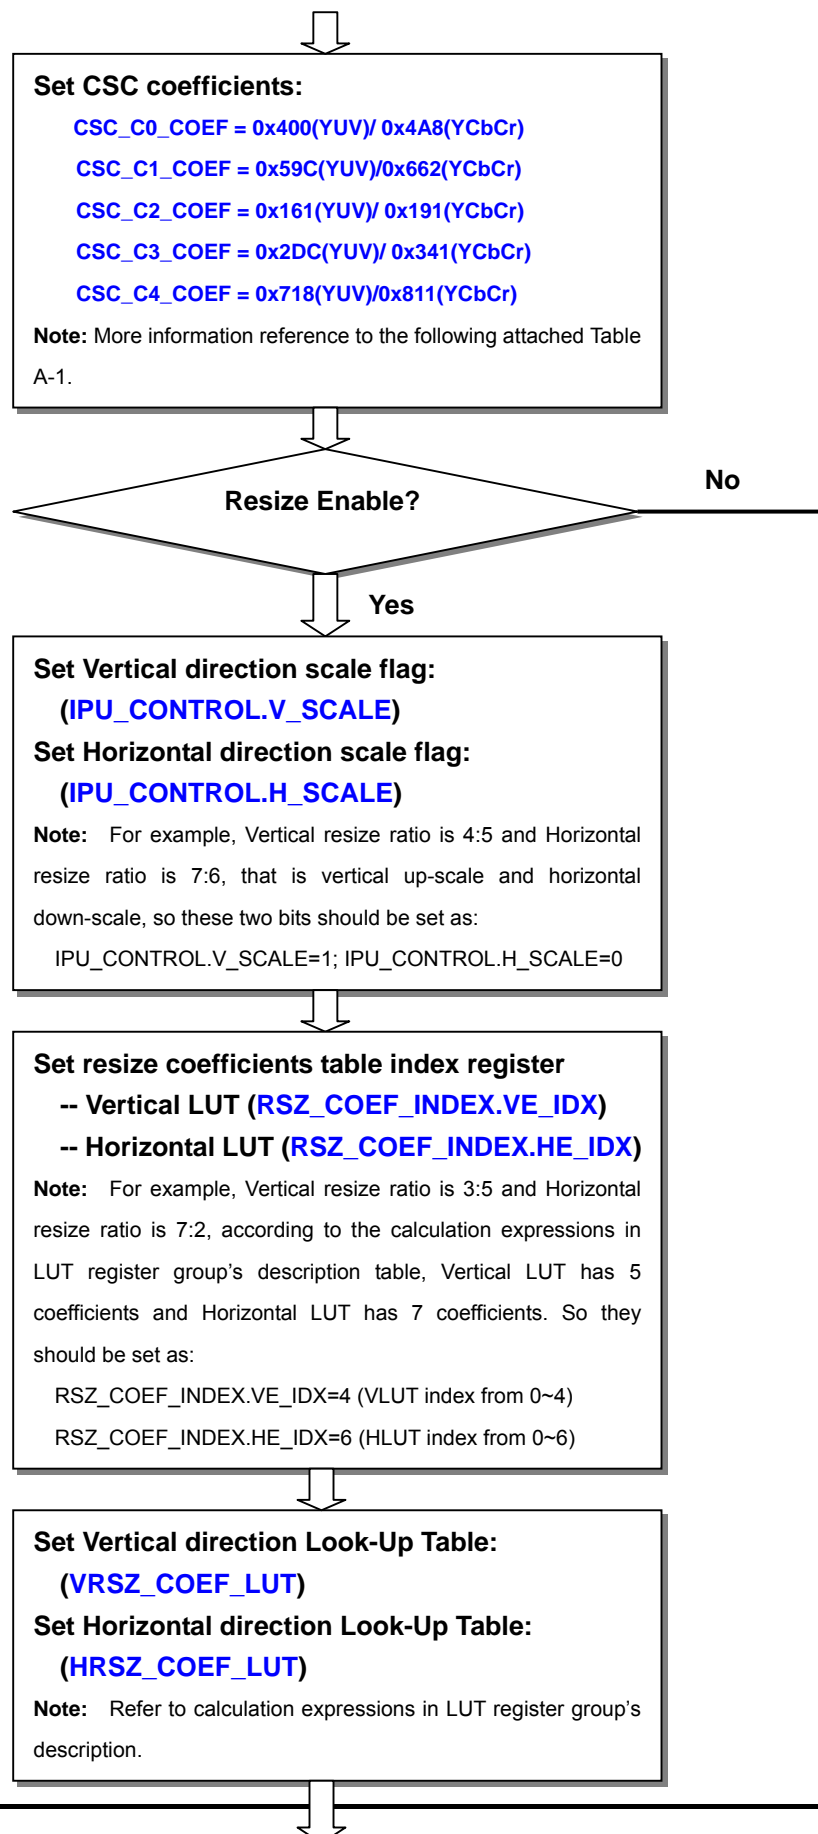 Set CSC coefficients:
CSC_C0_COEF = 0x400(YUV)/ 0x4A8(YCbCr)
CSC_C1_COEF = 0x59C(YUV)/0x662(YCbCr)
CSC_C2_COEF = 0x161(YUV)/ 0x191(YCbCr)
CSC_C3_COEF = 0x2DC(YUV)/ 0x341(YCbCr)
CSC_C4_COEF = 0x718(YUV)/0x811(YCbCr)
Note: More information reference to the following attached Table
A-1.
Resize Enable?
No
Yes
Set Vertical direction scale flag:
(IPU_CONTROL.V_SCALE)
Set Horizontal direction scale flag:
(IPU_CONTROL.H_SCALE)
Note: For example, Vertical resize ratio is 4:5 and Horizontal
resize ratio is 7:6, that is vertical up-scale and horizontal
down-scale, so these two bits should be set as:
IPU_CONTROL.V_SCALE=1; IPU_CONTROL.H_SCALE=0
Set resize coefficients table index register
-- Vertical LUT (RSZ_COEF_INDEX.VE_IDX)
-- Horizontal LUT (RSZ_COEF_INDEX.HE_IDX)
Note: For example, Vertical resize ratio is 3:5 and Horizontal
resize ratio is 7:2, according to the calculation expressions in
LUT register group's description table, Vertical LUT has 5
coefficients and Horizontal LUT has 7 coefficients. So they
should be set as:
RSZ_COEF_INDEX.VE_IDX=4 (VLUT index from 0~4)
RSZ_COEF_INDEX.HE_IDX=6 (HLUT index from 0~6)
Set Vertical direction Look-Up Table:
(VRSZ_COEF_LUT)
Set Horizontal direction Look-Up Table:
(HRSZ_COEF_LUT)
Note: Refer to calculation expressions in LUT register group's
description.